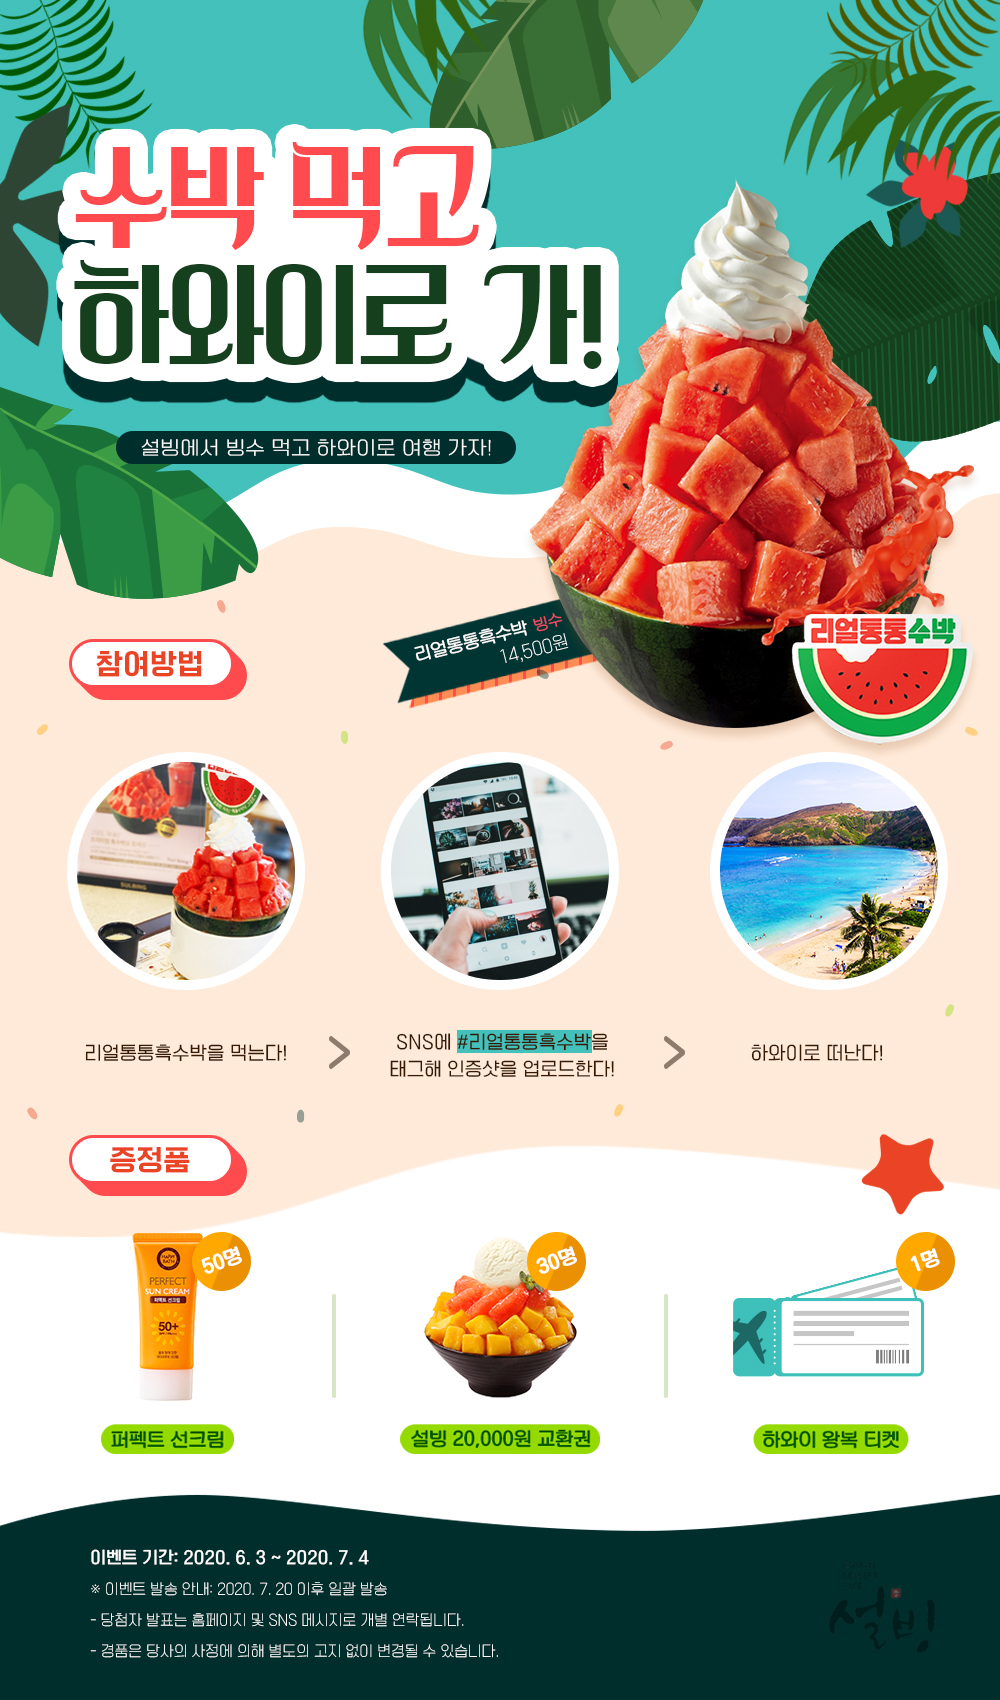 수박 먹고
하와이로 가!
설빙에서 빙수 먹고 하와이로 여행 가자!
리얼통통흑수박 빙수
14,500원
리얼통통수박
참여방법
SULBING
리얼통통흑수박을 먹는다!
SNS에 #리얼통통흑수박을
태그해 인증샷을 업로드한다!
하와이로 떠난다!
증정품
50명
HAPPY
BATH
PERFECT
SUN CREAM
퍼펙트 선크림
50+
30명
1명
퍼펙트 선크림
설빙 20,000원 교환권
하와이 왕복 티켓
이벤트 기간: 2020. 6. 3 ~ 2020. 7. 4
※ 이벤트 발송 안내: 2020. 7. 20 이후 일괄 발송
- 당첨자 발표는 홈페이지 및 SNS 메시지로 개별 연락됩니다.
- 경품은 당사의 사정에 의해 별도의 고지 없이 변경될 수 있습니다.
설빙